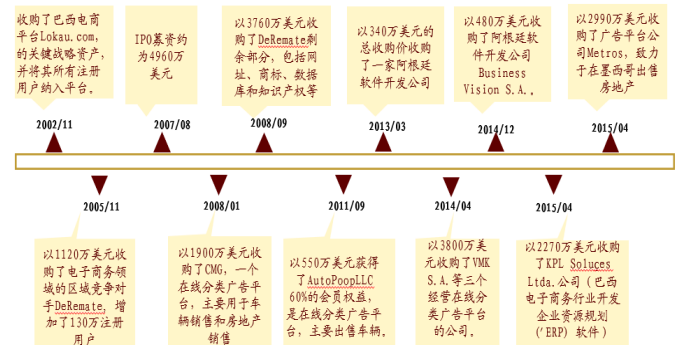 收购了巴西电商
平台Lokau.com,
的关键战略资产，
并将其所有注册
用户纳入平台。
2002/11
IPO募资约
为4960万
美元
2007/08
以3760万美元收
购了DeRemate剩
余部分，包括网
址、商标、数据
库和知识产权等
2008/09
以340万美元的
总收购价收购
了一家阿根廷
软件开发公司
2013/03
以480万美元收
购了阿根廷软
件开发公司
Business
Vision S.A.。
2014/12
以2990万美元收
购了广告平台公
司Metros，致力
于在墨西哥出售
房地产
2015/04
2005/11
以1120万美元收
购了电子商务领
域的区域竞争对
手DeRemate，增
加了130万注册
用户
2008/01
以1900万美元收
购了CMG，一个
在线分类广告平
台，主要用于车
辆销售和房地产
销售
2011/09
以550万美元获得
了AutoPoopLLC
60%的会员权益，
是在线分类广告平
台，主要出售车辆。
2014/04
以3800万美
元收购了VMK
S.A.等三个
经营在线分
类广告平台
的公司。
2015/04
以2270万美元收购
了KPL Soluçes
Ltda.公司（巴西
电子商务行业开发
企业资源规划
('ERP）软件）